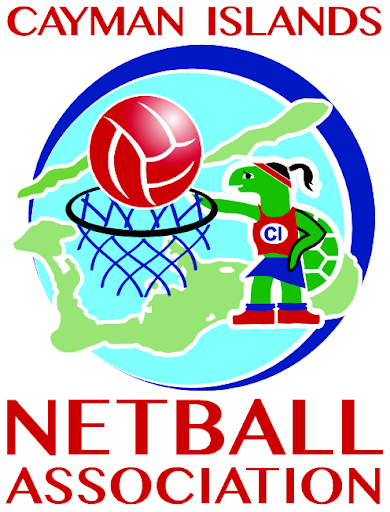 CAYMAN ISLANDS
CI
NETBALL
ASSOCIATION